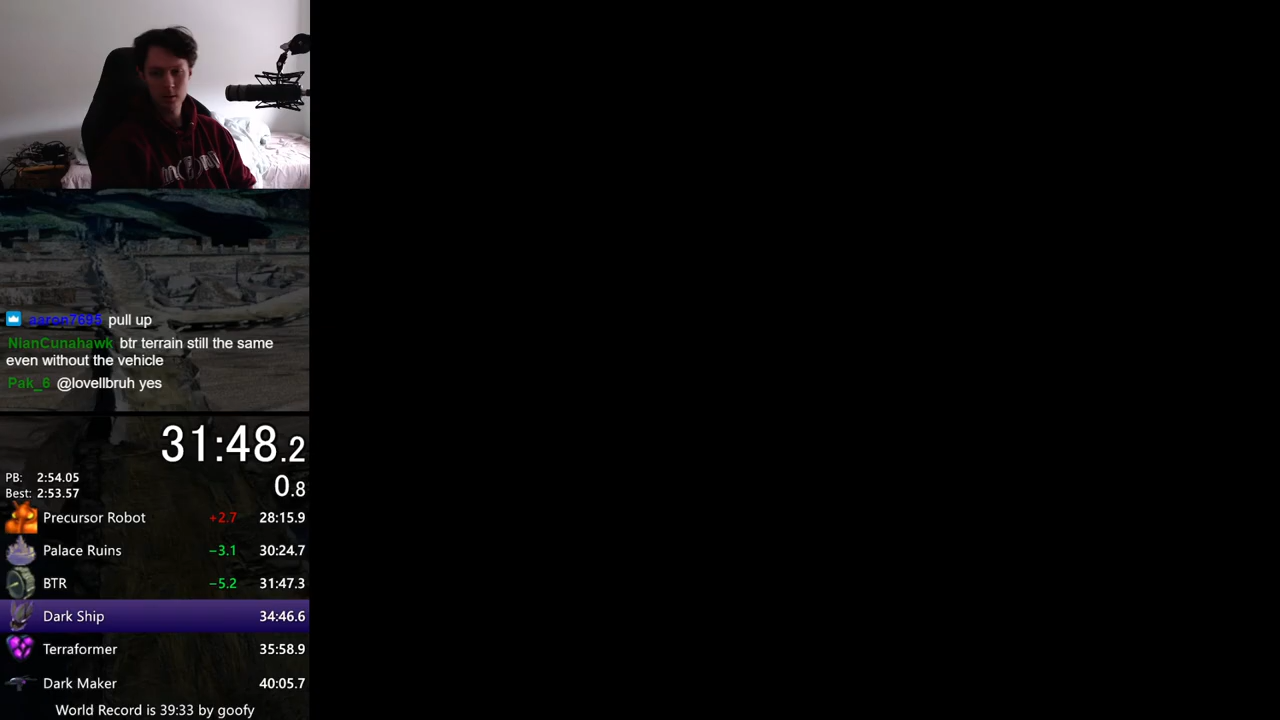 aaron7695 pull up
NianCunahawk btr terrain still the same
even without the vehicle
Pak_6 @lovellbruh yes
31:48.2
PB: 2:54.05
0.8
Best: 2:53.57
Precursor Robot +2.7 28:15.9
Palace Ruins −3.1 30:24.7
BTR −5.2 31:47.3
Dark Ship 34:46.6
Terraformer 35:58.9
Dark Maker 40:05.7
World Record is 39:33 by goofy